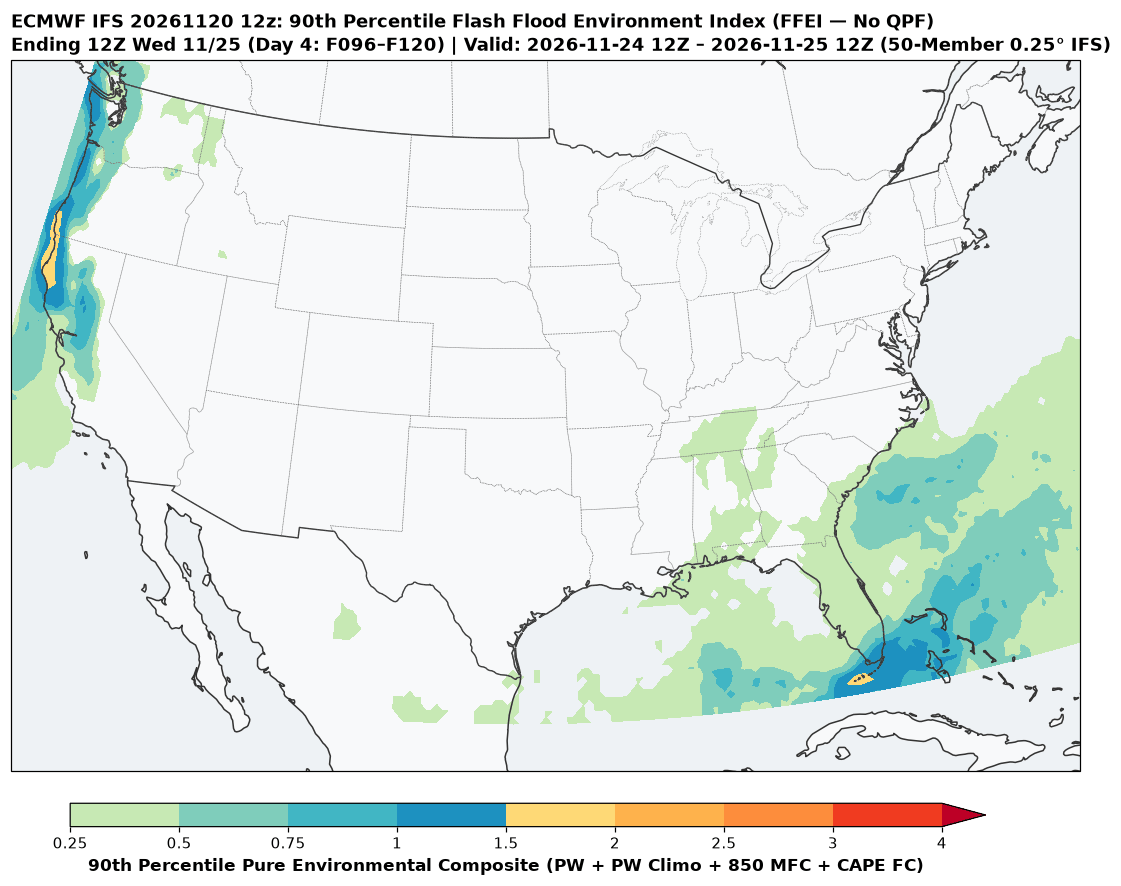 ECMWF IFS 20261120 12z: 90th Percentile Flash Flood Environment Index (FFEI — No QPF)
Ending 12Z Wed 11/25 (Day 4: F096–F120) | Valid: 2026-11-24 12Z – 2026-11-25 12Z (50-Member 0.25° IFS)
0.25 0.5 0.75 1 1.5 2 2.5 3 4
90th Percentile Pure Environmental Composite (PW + PW Climo + 850 MFC + CAPE FC)